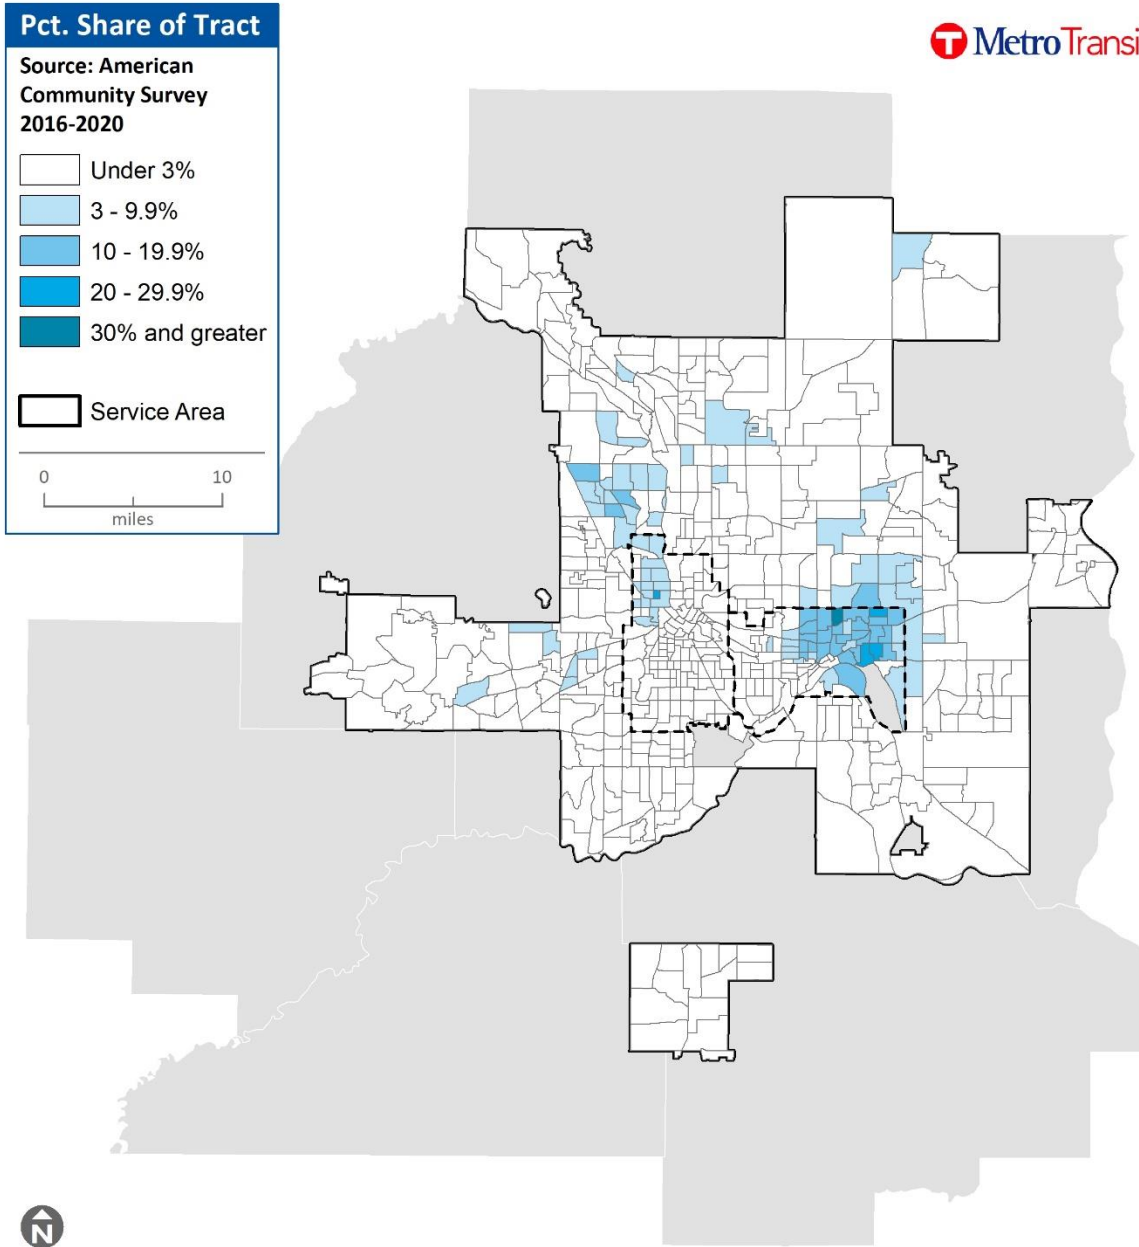 Pct. Share of Tract
Source: American
Community Survey
2016-2020
Under 3%
3 - 9.9%
10 - 19.9%
20 - 29.9%
30% and greater
Service Area
0 10
miles
T MetroTransi
N